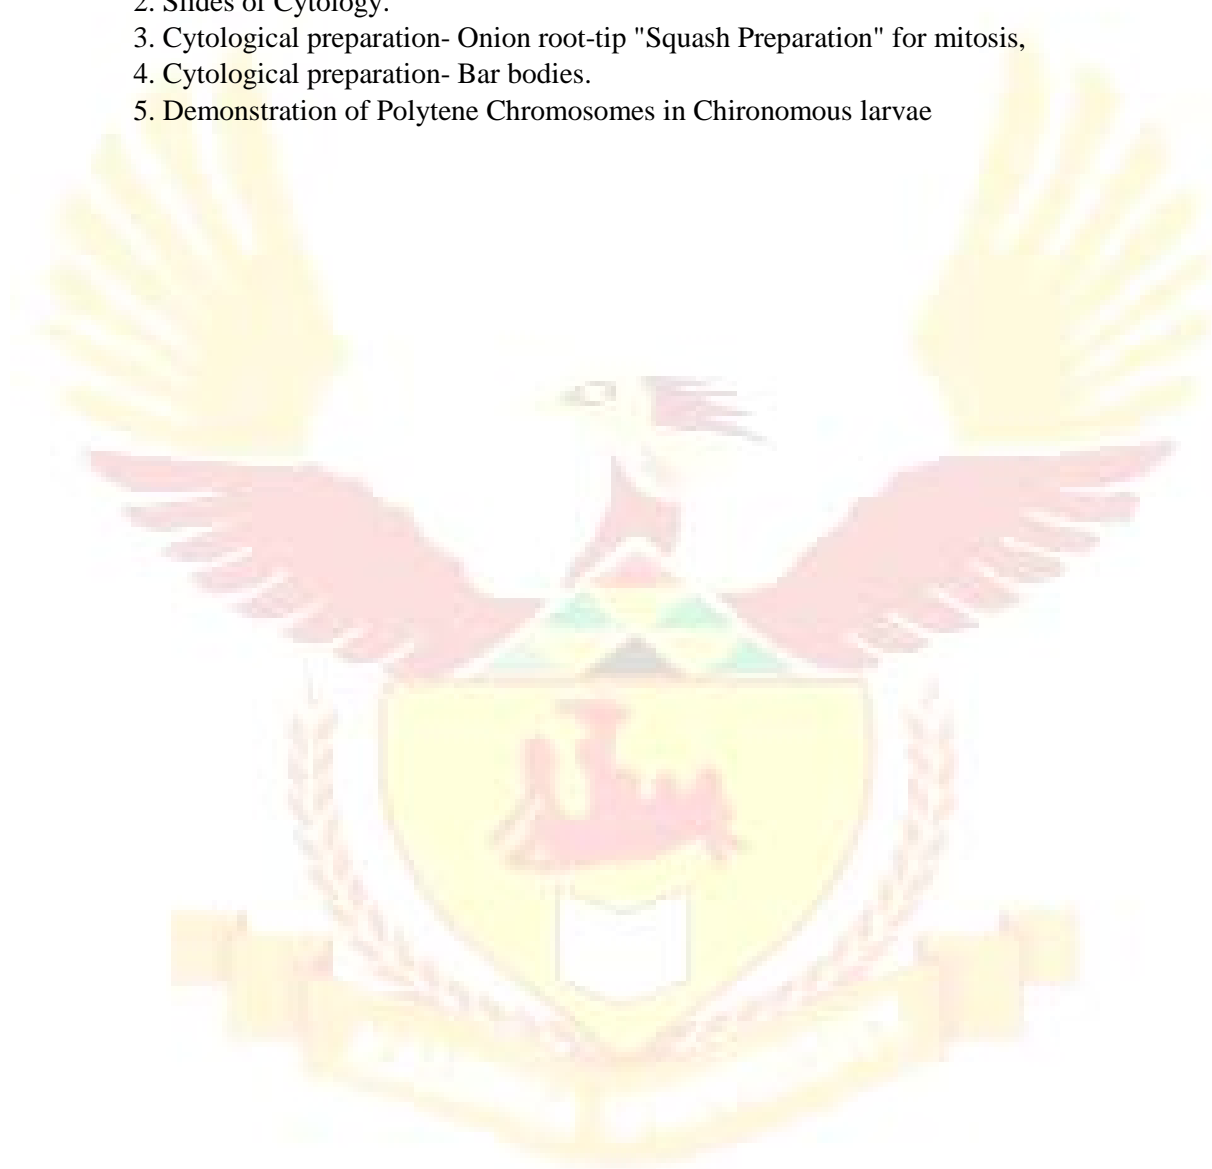 2. Slides of Cytology.
3. Cytological preparation- Onion root-tip "Squash Preparation" for mitosis,
4. Cytological preparation- Bar bodies.
5. Demonstration of Polytene Chromosomes in Chironomous larvae